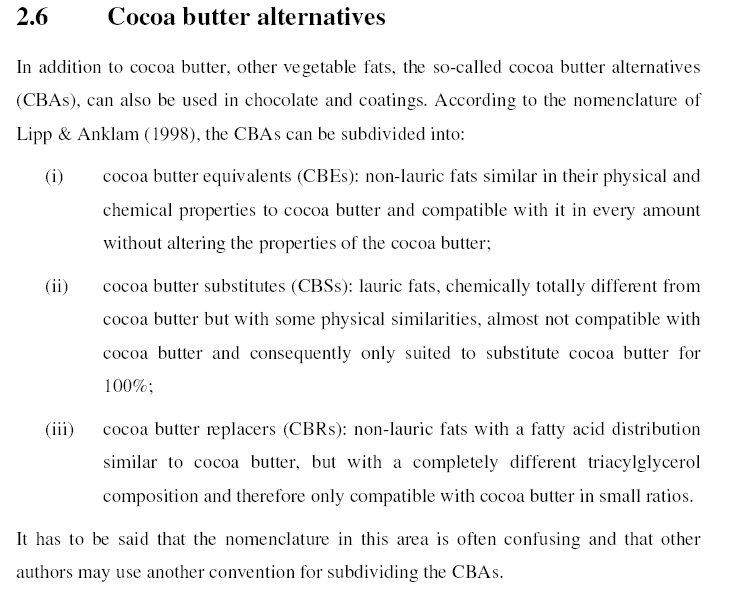 2.6 Cocoa butter alternatives
In addition to cocoa butter, other vegetable fats, the so-called cocoa butter alternatives
(CBAs), can also be used in chocolate and coatings. According to the nomenclature of
Lipp & Anklam (1998), the CBAs can be subdivided into:
(i) cocoa butter equivalents (CBEs): non-lauric fats similar in their physical and
chemical properties to cocoa butter and compatible with it in every amount
without altering the properties of the cocoa butter;
(ii) cocoa butter substitutes (CBSs): lauric fats, chemically totally different from
cocoa butter but with some physical similarities, almost not compatible with
cocoa butter and consequently only suited to substitute cocoa butter for
100%;
(iii) cocoa butter replacers (CBRs): non-lauric fats with a fatty acid distribution
similar to cocoa butter, but with a completely different triacylglycerol
composition and therefore only compatible with cocoa butter in small ratios.
It has to be said that the nomenclature in this area is often confusing and that other
authors may use another convention for subdividing the CBAs.